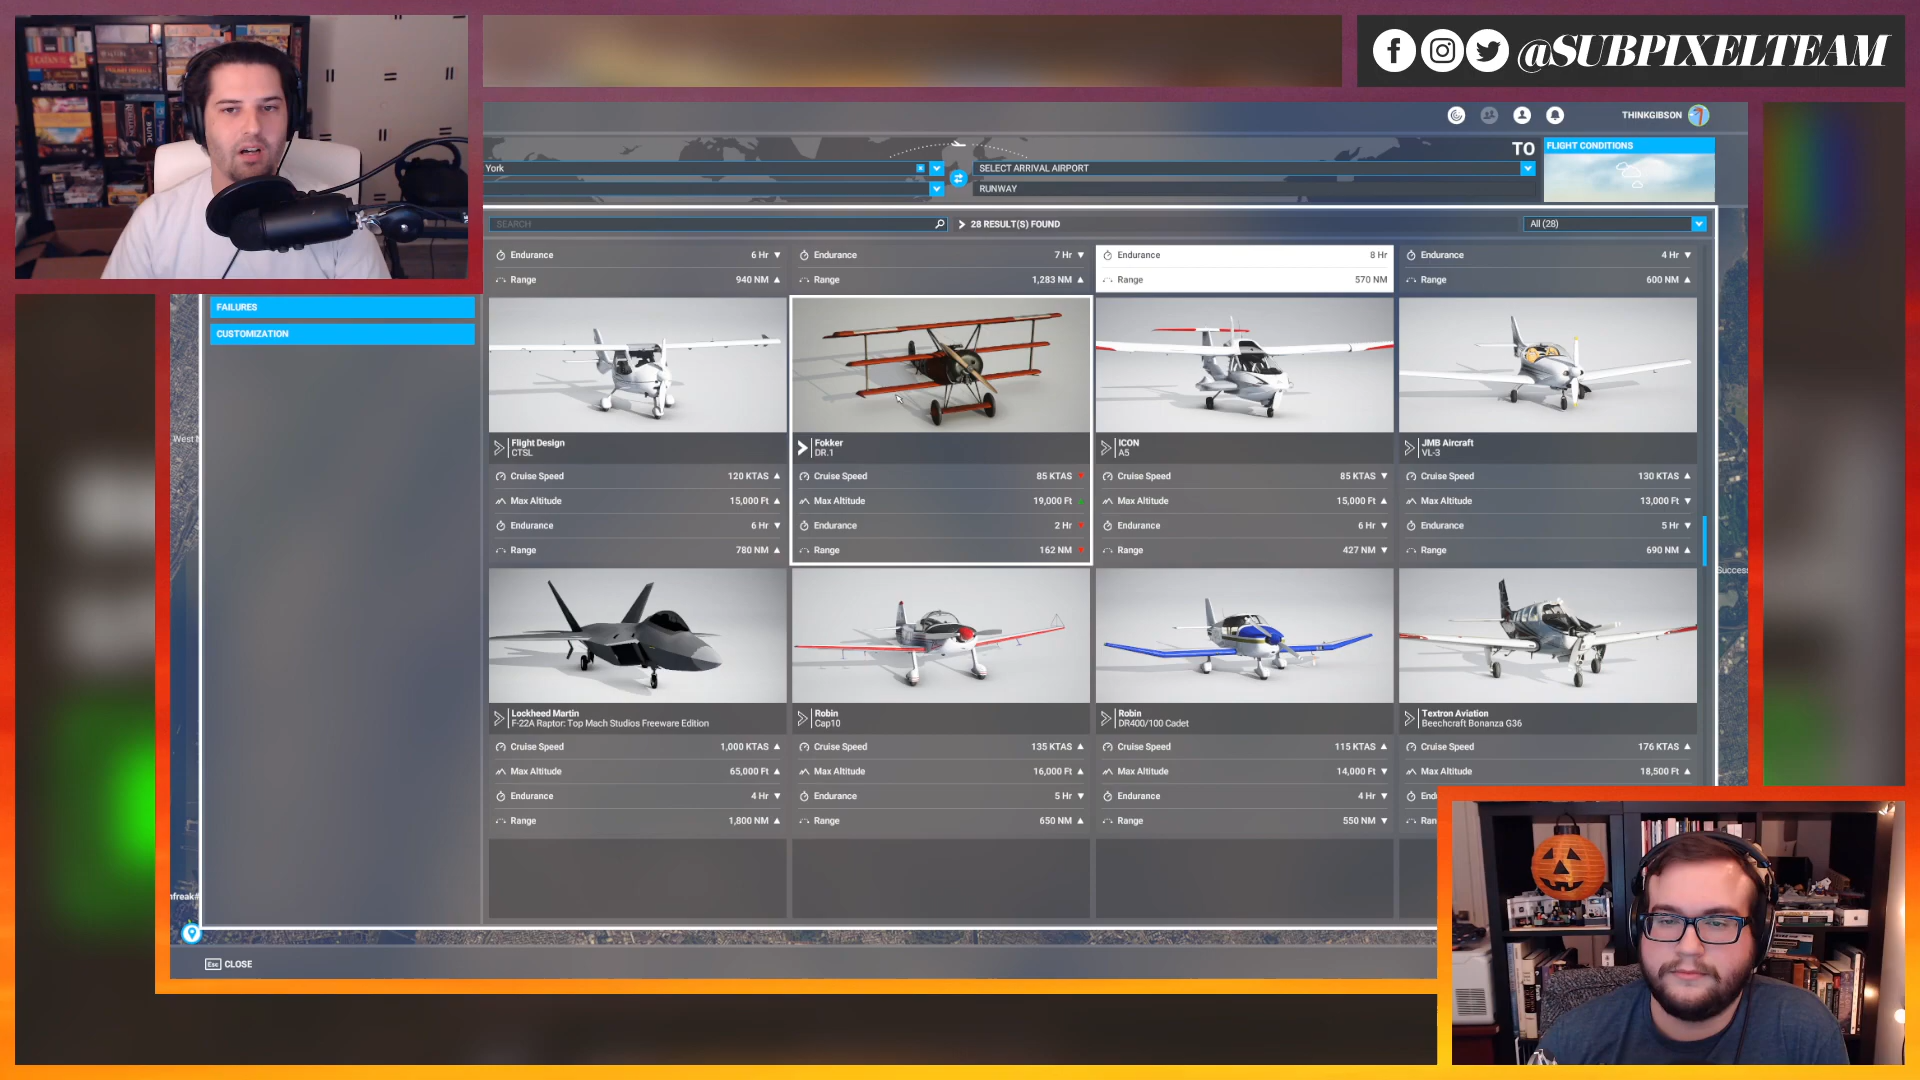 @SUBPIXELTEAM
THINKGIBSON
York
SELECT ARRIVAL AIRPORT
TO
FLIGHT CONDITIONS
RUNWAY
SEARCH
28 RESULT(S) FOUND
All (28)
FAILURES
CUSTOMIZATION
Endurance 6 Hr
Range 940 NM
Endurance 7 Hr
Range 1,283 NM
Endurance 8 Hr
Range 570 NM
Endurance 4 Hr
Range 600 NM
Flight Design
CTSL
Cruise Speed 120 KTAS
Max Altitude 15,000 Ft
Endurance 6 Hr
Range 780 NM
Fokker
DR.1
Cruise Speed 85 KTAS
Max Altitude 19,000 Ft
Endurance 2 Hr
Range 162 NM
ICON
A5
Cruise Speed 85 KTAS
Max Altitude 15,000 Ft
Endurance 6 Hr
Range 427 NM
JMB Aircraft
VL-3
Cruise Speed 130 KTAS
Max Altitude 13,000 Ft
Endurance 5 Hr
Range 690 NM
Lockheed Martin
F-22A Raptor: Top Mach Studios Freeware Edition
Cruise Speed 1,000 KTAS
Max Altitude 65,000 Ft
Endurance 4 Hr
Range 1,800 NM
Robin
Cap10
Cruise Speed 135 KTAS
Max Altitude 16,000 Ft
Endurance 5 Hr
Range 650 NM
Robin
DR400/100 Cadet
Cruise Speed 115 KTAS
Max Altitude 14,000 Ft
Endurance 4 Hr
Range 550 NM
Textron Aviation
Beechcraft Bonanza G36
Cruise Speed 176 KTAS
Max Altitude 18,500 Ft
West
Success
Esc CLOSE
CATAN